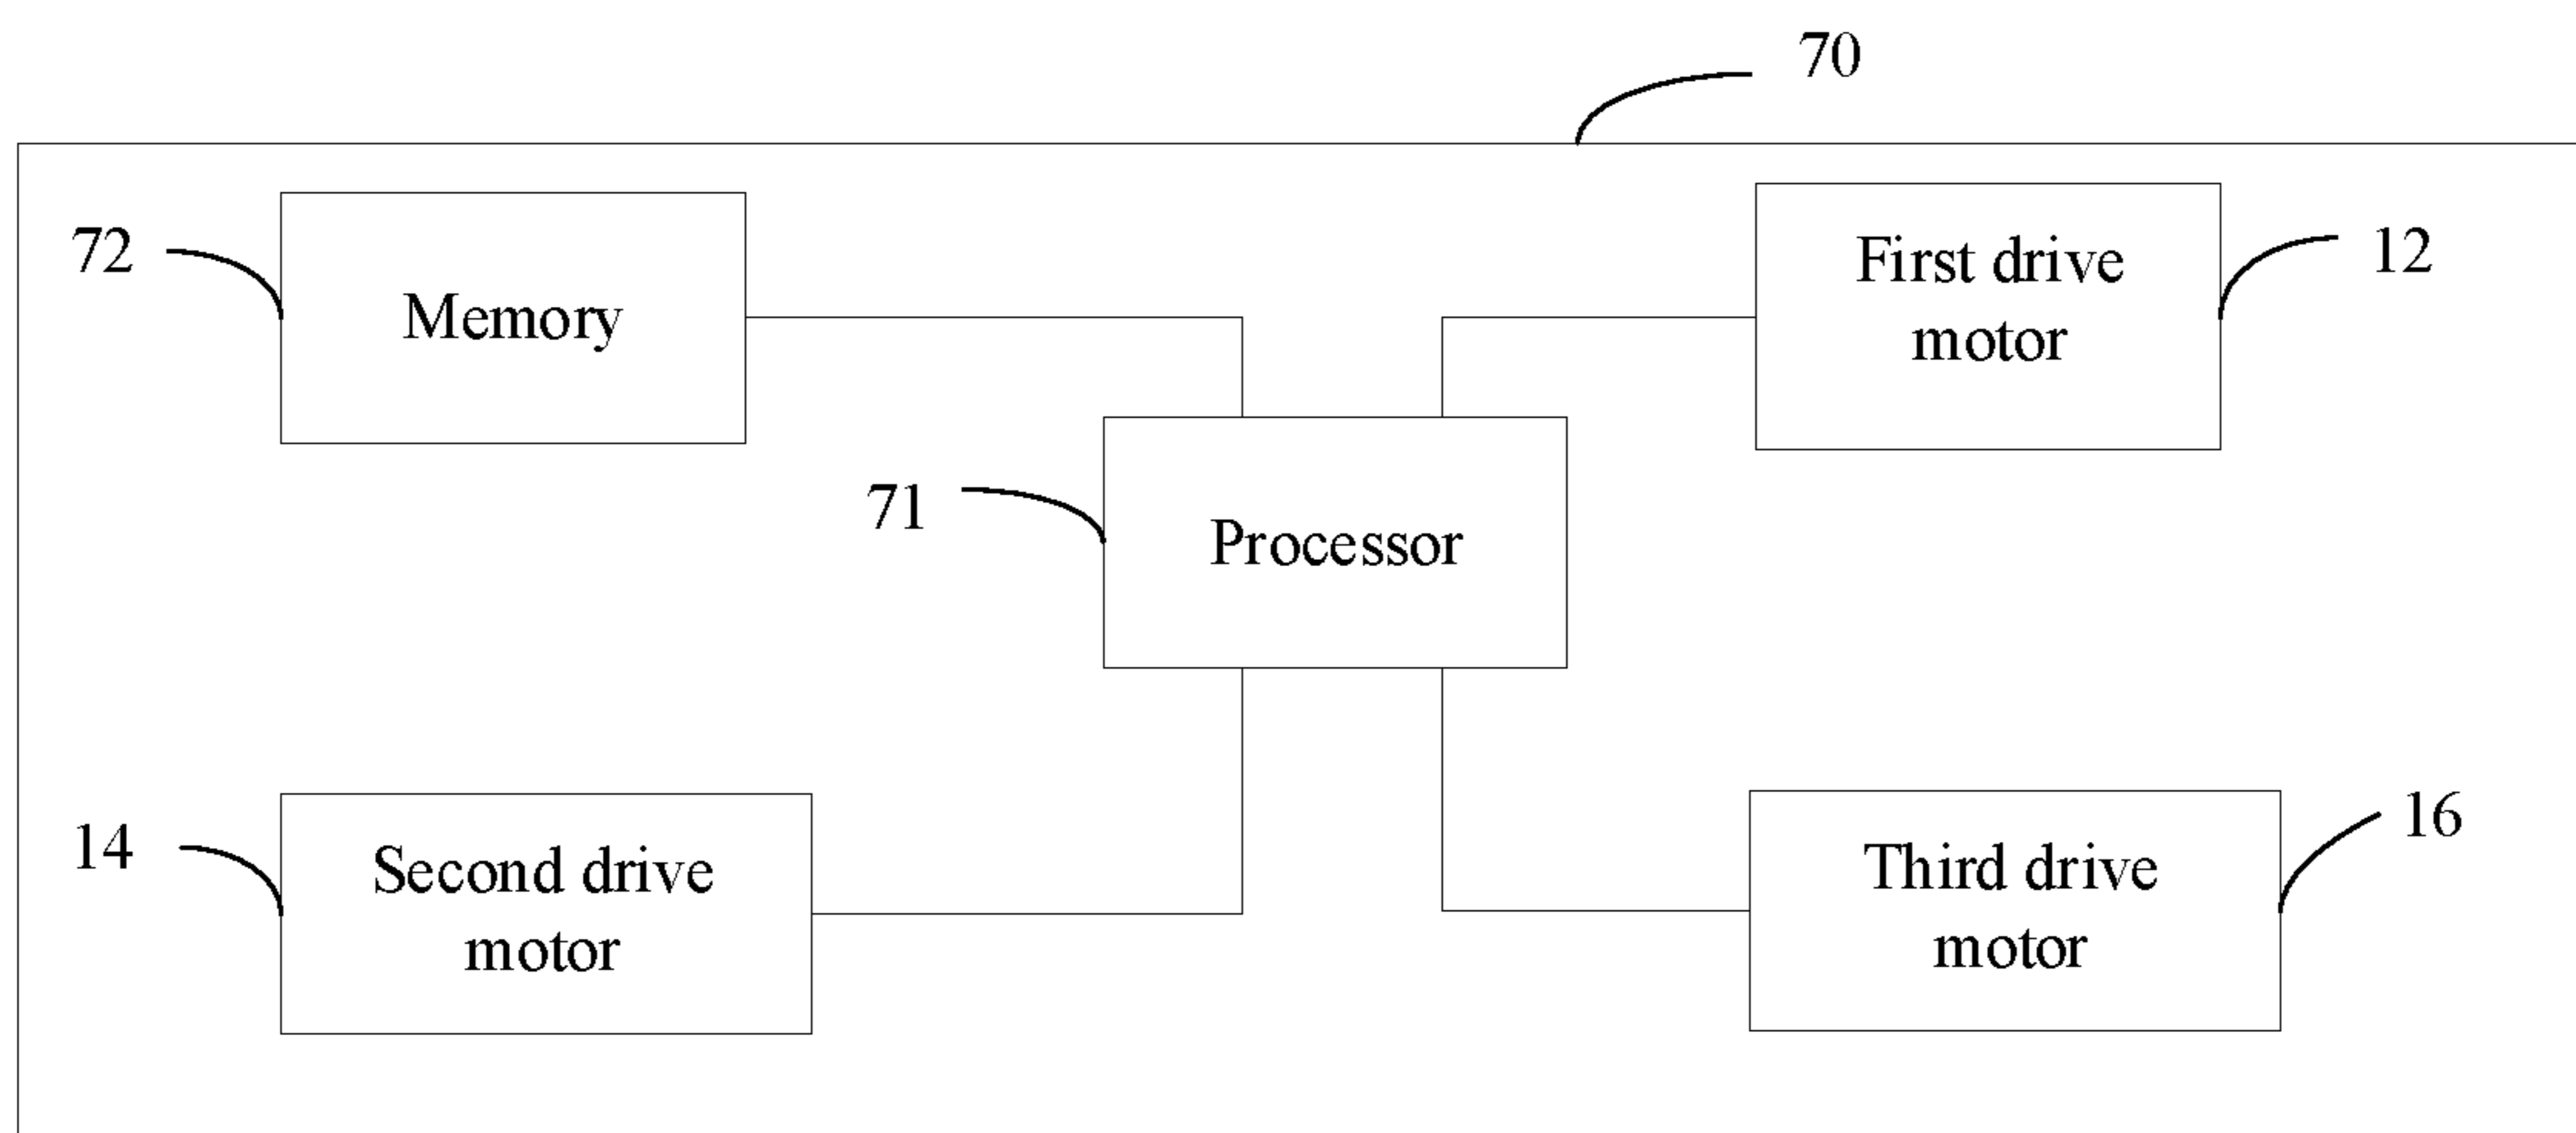 70
72
Memory
First drive
motor
12
71
Processor
14
Second drive
motor
Third drive
motor
16